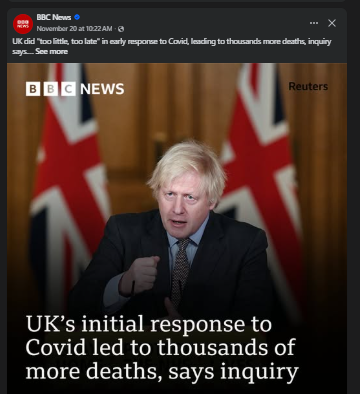 BBC NEWS
BBC News
November 20 at 10:22 AM ·
UK did "too little, too late" in early response to Covid, leading to thousands more deaths, inquiry
says... See more
BBC NEWS
Reuters
UK's initial response to
Covid led to thousands of
more deaths, says inquiry